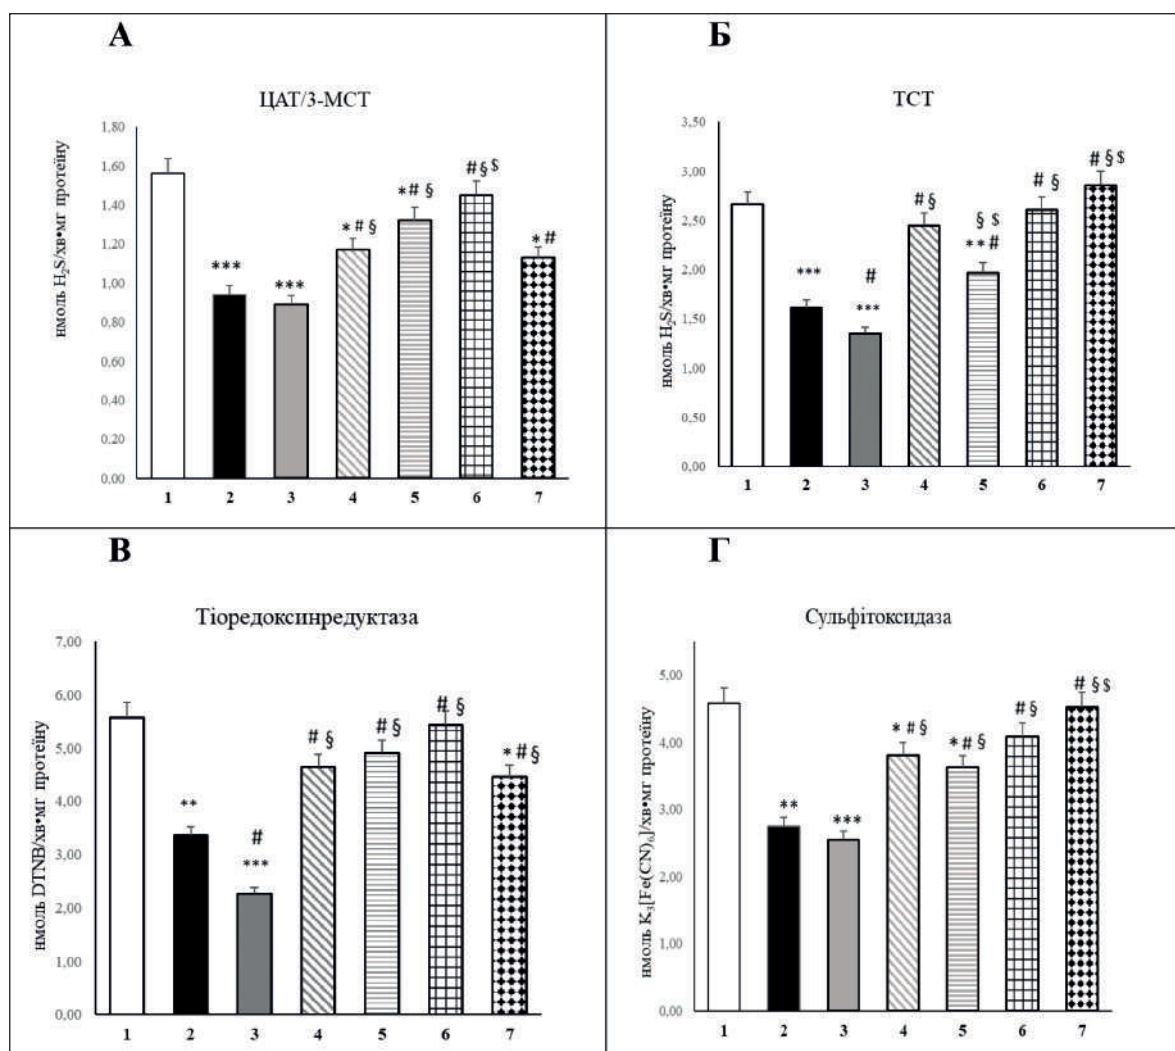 А
ЦАТ/3-МСТ
нмоль H₂S/хв•мг протеїну
1,80
1,60
1,40
1,20
1,00
0,80
0,60
0,40
0,20
0,00
***
***
*# §
*# §
#§ $
*#
1 2 3 4 5 6 7
Б
ТСТ
нмоль H₂S/хв•мг протеїну
3,50
3,00
2,50
2,00
1,50
1,00
0,50
0,00
***
#
***
#§
§ $
**#
# §
# § $
1 2 3 4 5 6 7
В
Тіоредоксинредуктаза
нмоль DTNB/хв•мг протеїну
7,00
6,00
5,00
4,00
3,00
2,00
1,00
0,00
**
#
***
# §
# §
# §
*# §
1 2 3 4 5 6 7
Г
Сульфітоксидаза
нмоль K₃[Fe(CN)₆]/хв•мг протеїну
5,00
4,00
3,00
2,00
1,00
0,00
**
***
* # §
*# §
# §
# § $
1 2 3 4 5 6 7